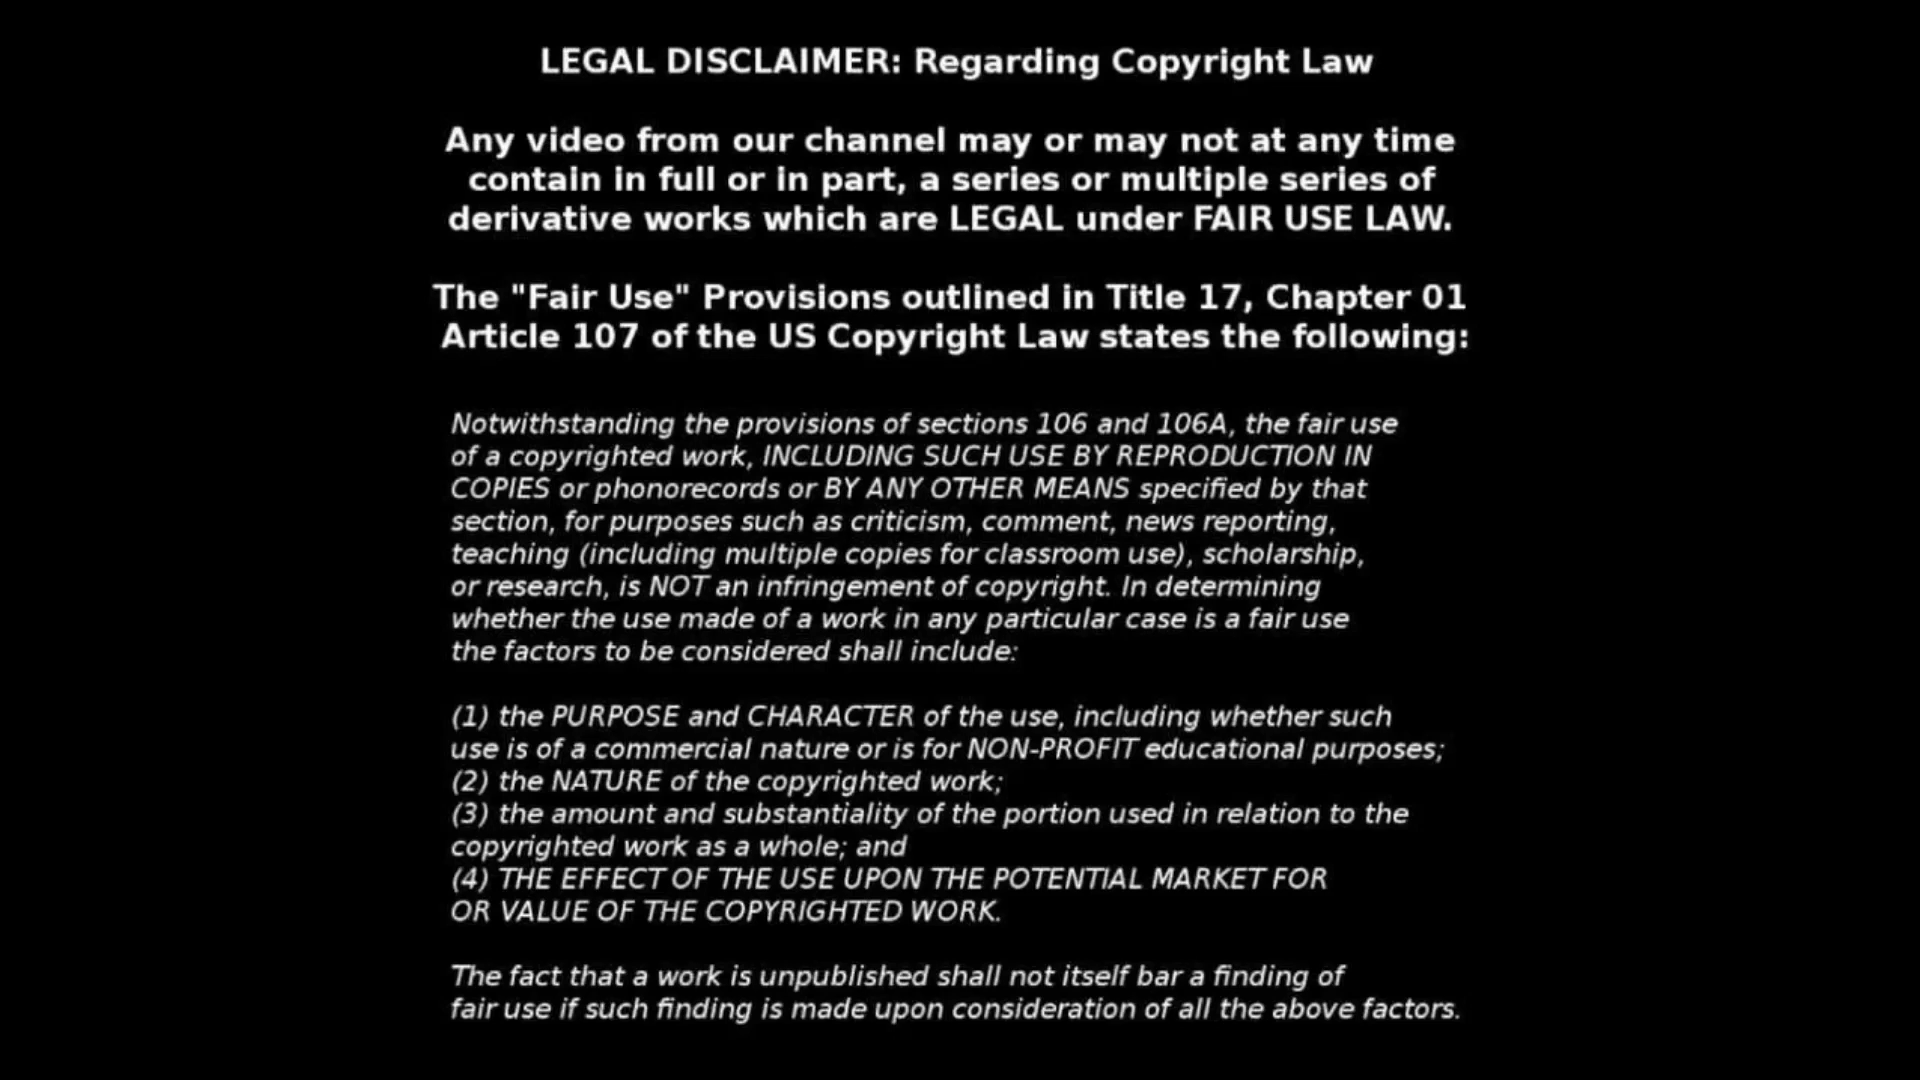 LEGAL DISCLAIMER: Regarding Copyright Law
Any video from our channel may or may not at any time
contain in full or in part, a series or multiple series of
derivative works which are LEGAL under FAIR USE LAW.
The "Fair Use" Provisions outlined in Title 17, Chapter 01
Article 107 of the US Copyright Law states the following:
Notwithstanding the provisions of sections 106 and 106A, the fair use
of a copyrighted work, INCLUDING SUCH USE BY REPRODUCTION IN
COPIES or phonorecords or BY ANY OTHER MEANS specified by that
section, for purposes such as criticism, comment, news reporting,
teaching (including multiple copies for classroom use), scholarship,
or research, is NOT an infringement of copyright. In determining
whether the use made of a work in any particular case is a fair use
the factors to be considered shall include:
(1) the PURPOSE and CHARACTER of the use, including whether such
use is of a commercial nature or is for NON-PROFIT educational purposes;
(2) the NATURE of the copyrighted work;
(3) the amount and substantiality of the portion used in relation to the
copyrighted work as a whole; and
(4) THE EFFECT OF THE USE UPON THE POTENTIAL MARKET FOR
OR VALUE OF THE COPYRIGHTED WORK.
The fact that a work is unpublished shall not itself bar a finding of
fair use if such finding is made upon consideration of all the above factors.